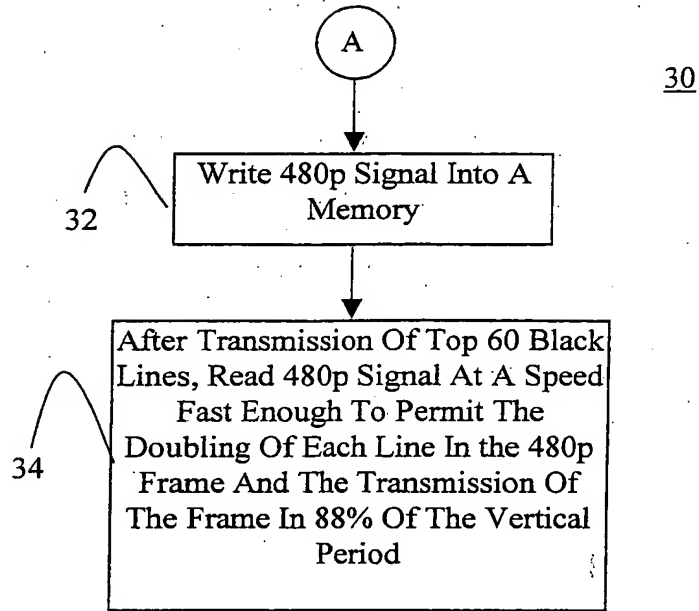 A
30
Write 480p Signal Into A
Memory
32
After Transmission Of Top 60 Black
Lines, Read 480p Signal At A Speed
Fast Enough To Permit The
Doubling Of Each Line In the 480p
Frame And The Transmission Of
The Frame In 88% Of The Vertical
Period
34